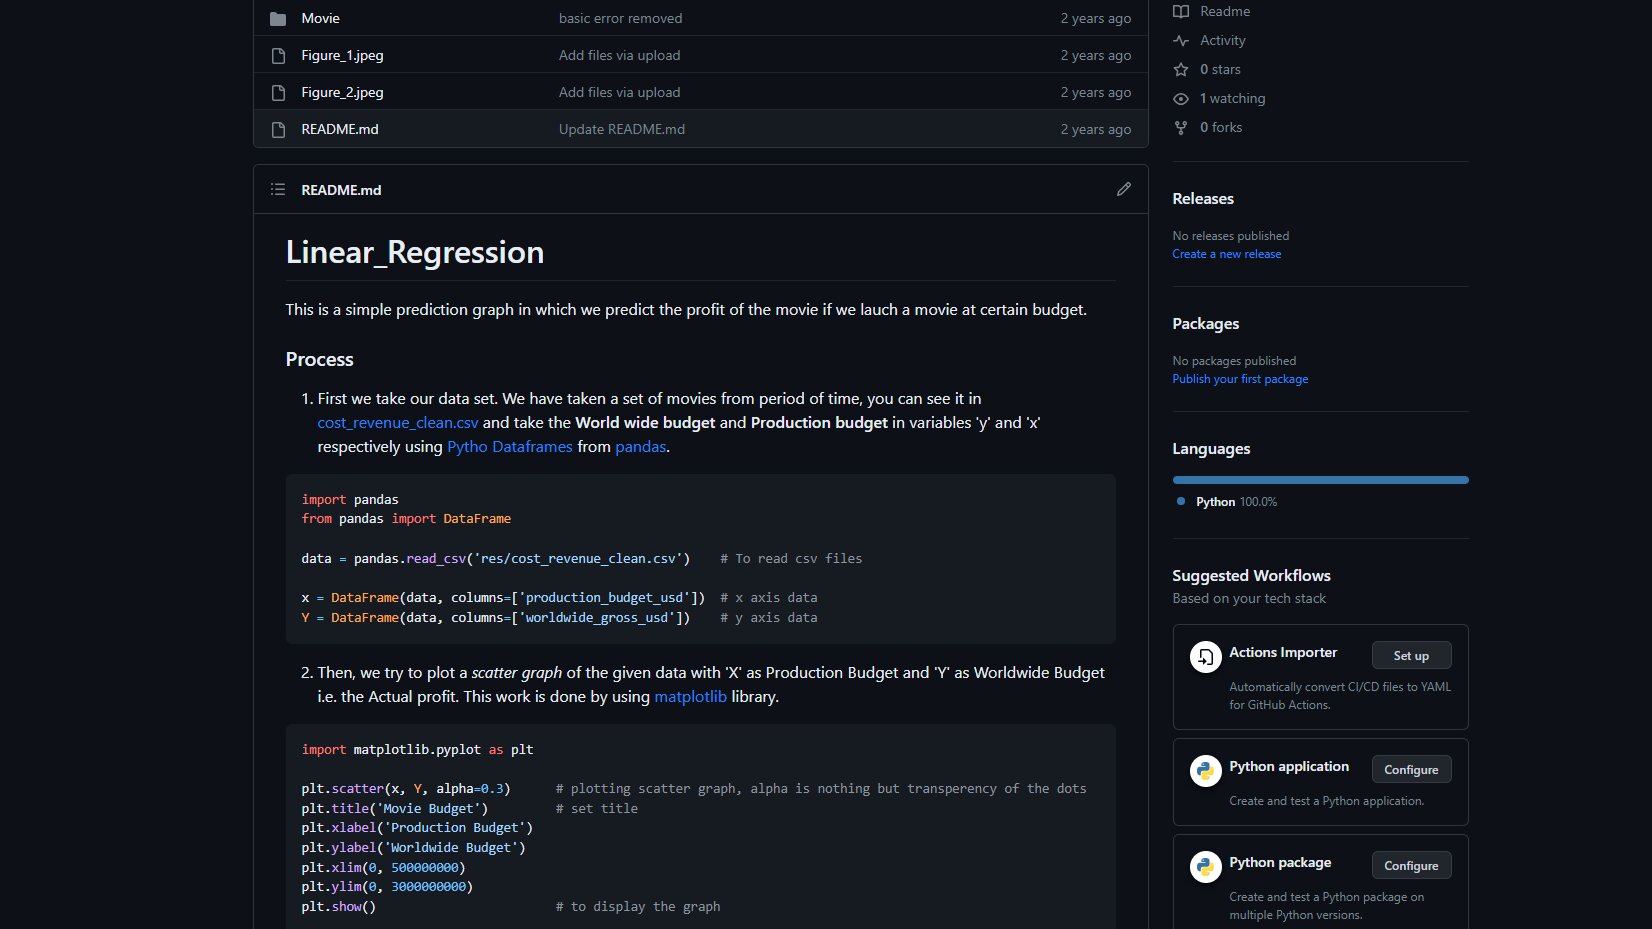 Movie basic error removed 2 years ago
Figure_1.jpeg Add files via upload 2 years ago
Figure_2.jpeg Add files via upload 2 years ago
README.md Update README.md 2 years ago
README.md
Linear_Regression
This is a simple prediction graph in which we predict the profit of the movie if we lauch a movie at certain budget.
Process
1. First we take our data set. We have taken a set of movies from period of time, you can see it in
cost_revenue_clean.csv and take the World wide budget and Production budget in variables 'y' and 'x'
respectively using Pytho Dataframes from pandas.
import pandas
from pandas import DataFrame
data = pandas.read_csv('res/cost_revenue_clean.csv') # To read csv files
x = DataFrame(data, columns=['production_budget_usd']) # x axis data
Y = DataFrame(data, columns=['worldwide_gross_usd']) # y axis data
2. Then, we try to plot a scatter graph of the given data with 'X' as Production Budget and 'Y' as Worldwide Budget
i.e. the Actual profit. This work is done by using matplotlib library.
import matplotlib.pyplot as plt
plt.scatter(x, Y, alpha=0.3) # plotting scatter graph, alpha is nothing but transperency of the dots
plt.title('Movie Budget') # set title
plt.xlabel('Production Budget')
plt.ylabel('Worldwide Budget')
plt.xlim(0, 500000000)
plt.ylim(0, 3000000000)
plt.show() # to display the graph
Readme
Activity
0 stars
1 watching
0 forks
Releases
No releases published
Create a new release
Packages
No packages published
Publish your first package
Languages
Python 100.0%
Suggested Workflows
Based on your tech stack
Actions Importer Set up
Automatically convert CI/CD files to YAML
for GitHub Actions.
Python application Configure
Create and test a Python application.
Python package Configure
Create and test a Python package on
multiple Python versions.